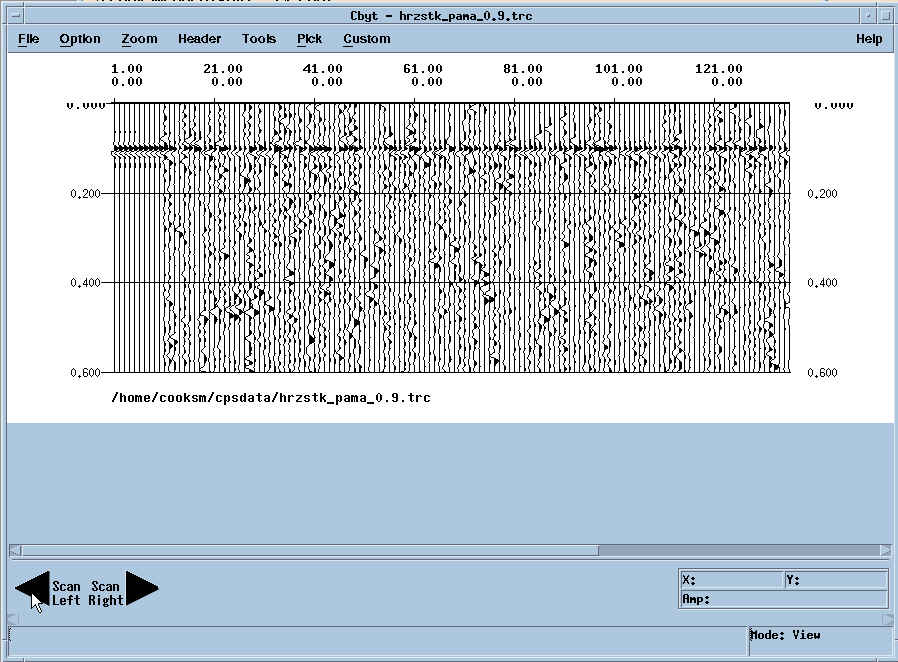 Cbyt - hrzstk_pama_0.9.trc
File Option Zoom Header Tools Pick Custom Help
1.00 21.00 41.00 61.00 81.00 101.00 121.00
0.00 0.00 0.00 0.00 0.00 0.00 0.00
0.000 0.000
0.200 0.200
0.400 0.400
0.600 0.600
/home/cooksm/cpsdata/hrzstk_pama_0.9.trc
Scan Scan
Left Right
X: Y:
Amp:
Mode: View